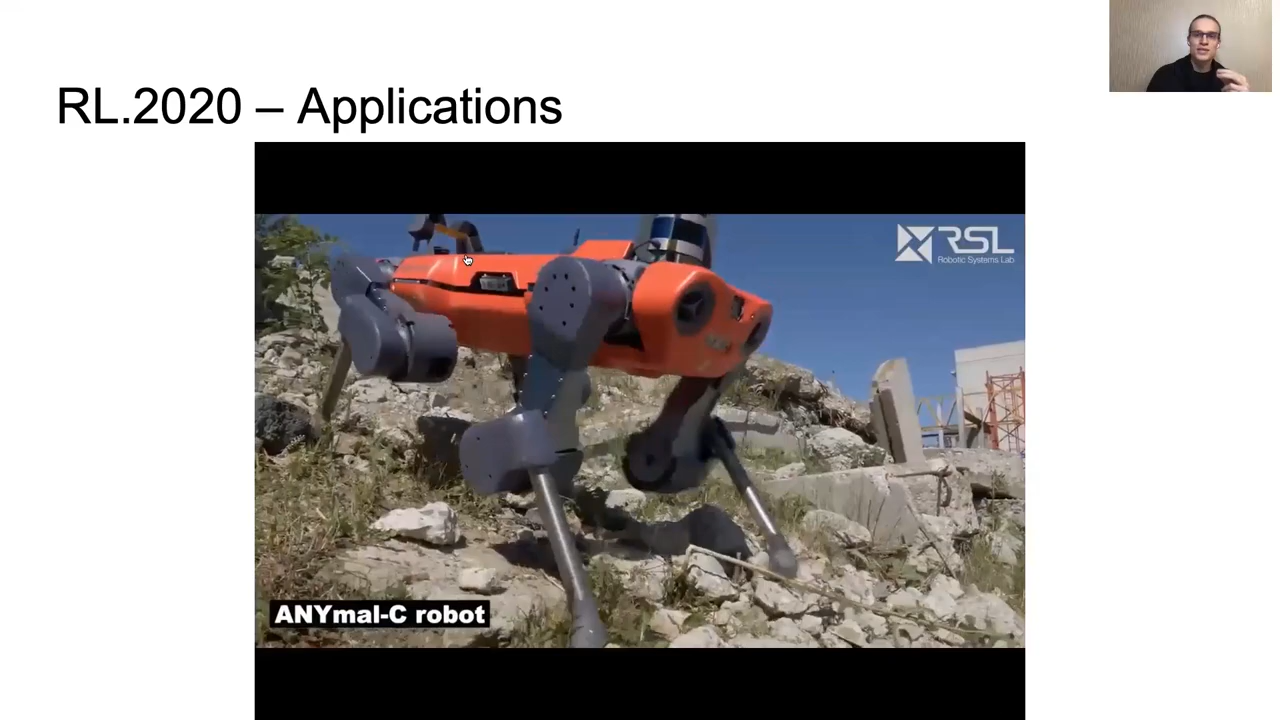 RL.2020 – Applications
RSL
Robotic Systems Lab
ANYmal-C robot